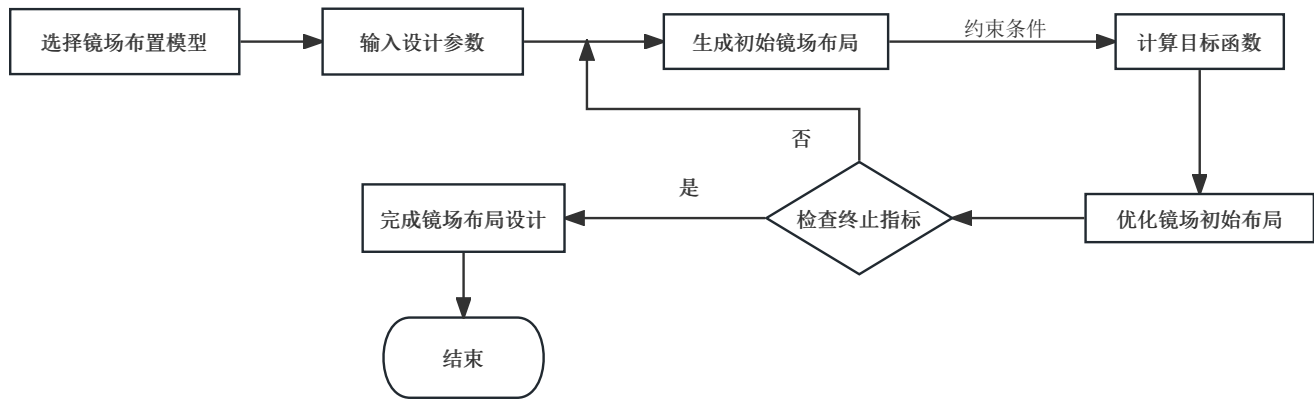 选择镜场布置模型
输入设计参数
生成初始镜场布局
约束条件
计算目标函数
否
是
完成镜场布局设计
检查终止指标
优化镜场初始布局
结束